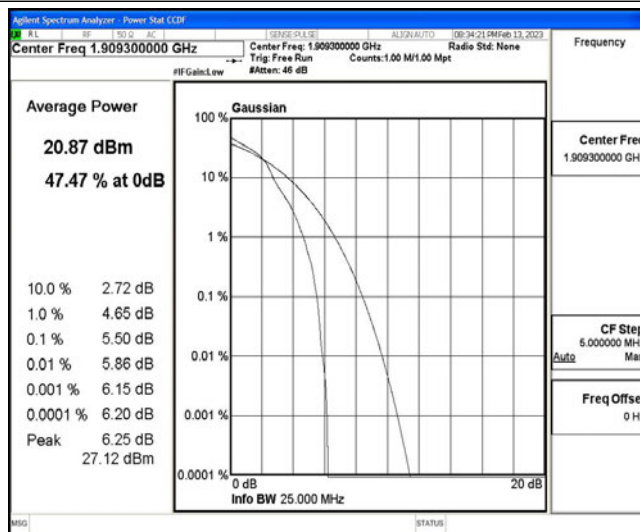 Agilent Spectrum Analyzer - Power Stat CCDF
RL RF 50 Ω AC SENSE:PULSE ALIGN AUTO 08:34:21 PM Feb 13, 2023
Center Freq 1.909300000 GHz
Center Freq: 1.909300000 GHz Radio Std: None
Trig: Free Run Counts:1.00 M/1.00 Mpt
#IFGain:Low #Atten: 46 dB
Frequency
Average Power
20.87 dBm
47.47 % at 0dB
10.0 % 2.72 dB
1.0 % 4.65 dB
0.1 % 5.50 dB
0.01 % 5.86 dB
0.001 % 6.15 dB
0.0001 % 6.20 dB
Peak 6.25 dB
27.12 dBm
Gaussian
100 %
10 %
1 %
0.1 %
0.01 %
0.001 %
0.0001 %
0 dB 20 dB
Info BW 25.000 MHz
Center Fre
1.909300000 GH
CF Step
5.000000 MH
Auto Ma
Freq Offse
0 H
MSG STATUS